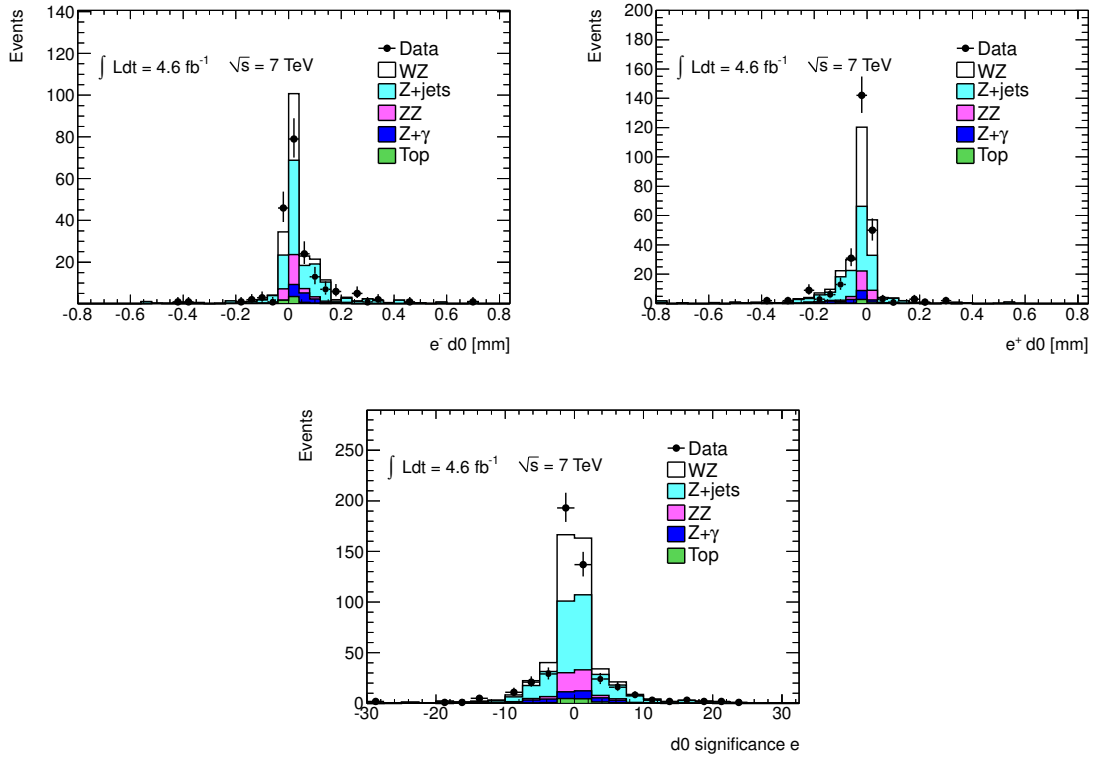 Events
140
120
100
80
60
40
20
∫ Ldt = 4.6 fb⁻¹ √s = 7 TeV
Data
WZ
Z+jets
ZZ
Z+γ
Top
-0.8 -0.6 -0.4 -0.2 0 0.2 0.4 0.6 0.8
e⁻ d0 [mm]
Events
200
180
160
140
120
100
80
60
40
20
0
∫ Ldt = 4.6 fb⁻¹ √s = 7 TeV
Data
WZ
Z+jets
ZZ
Z+γ
Top
-0.8 -0.6 -0.4 -0.2 0 0.2 0.4 0.6 0.8
e⁺ d0 [mm]
Events
250
200
150
100
50
0
∫ Ldt = 4.6 fb⁻¹ √s = 7 TeV
Data
WZ
Z+jets
ZZ
Z+γ
Top
-30 -20 -10 0 10 20 30
d0 significance e